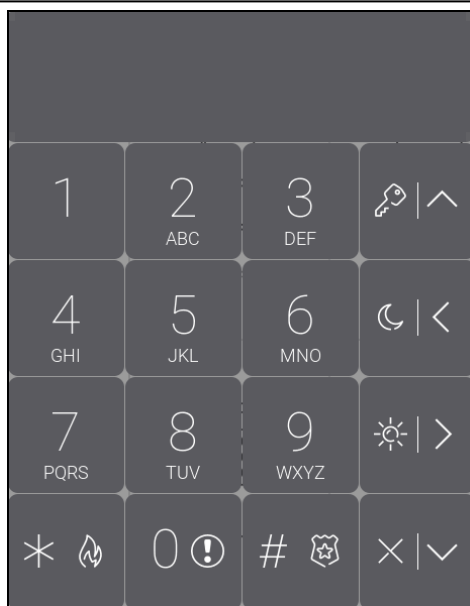 1 2 3
ABC DEF
4 5 6
GHI JKL MNO
7 8 9
PQRS TUV WXYZ
* 0 ! #